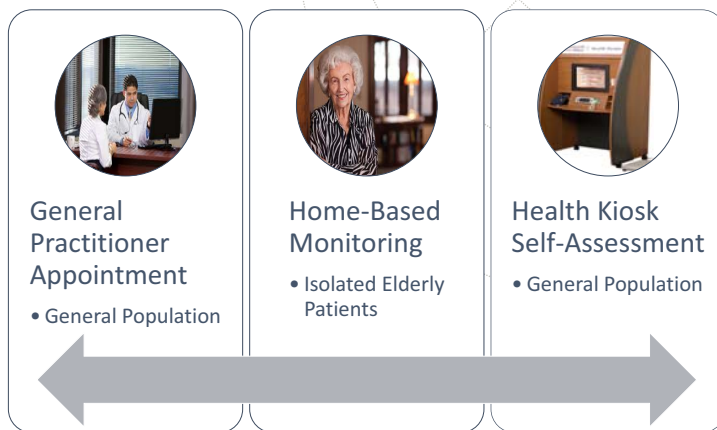 General
Practitioner
Appointment
• General Population
Home-Based
Monitoring
• Isolated Elderly
Patients
Health Kiosk
Self-Assessment
• General Population